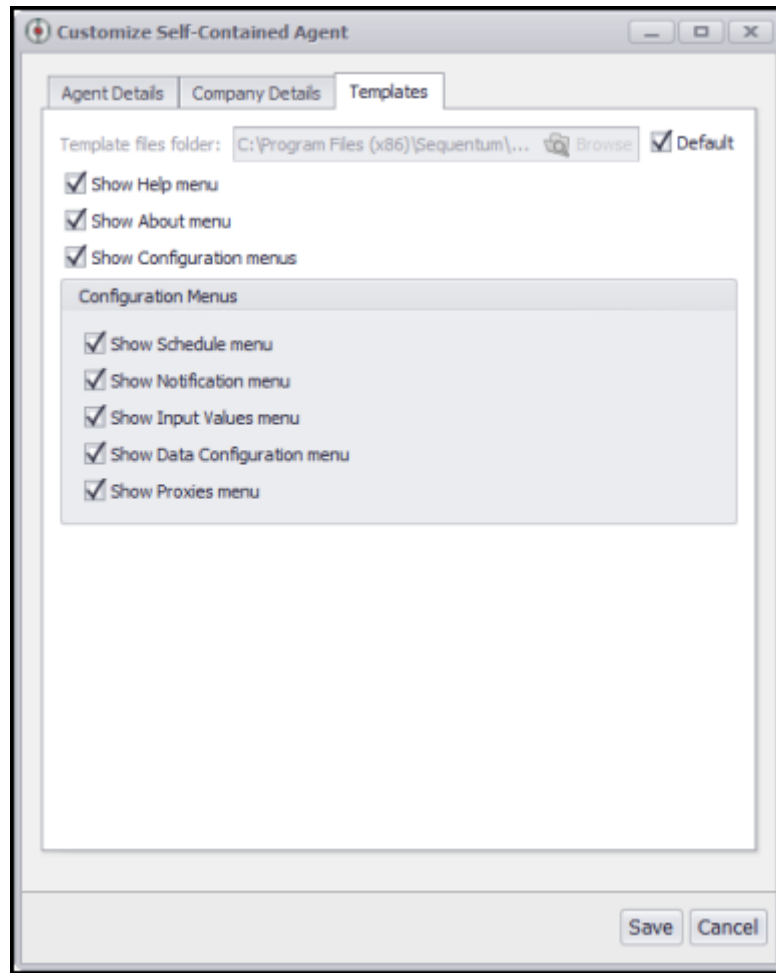 Customize Self-Contained Agent
Agent Details Company Details Templates
Template files folder: C:\Program Files (x86)\Sequentum\... Browse Default
Show Help menu
Show About menu
Show Configuration menus
Configuration Menus
Show Schedule menu
Show Notification menu
Show Input Values menu
Show Data Configuration menu
Show Proxies menu
Save Cancel